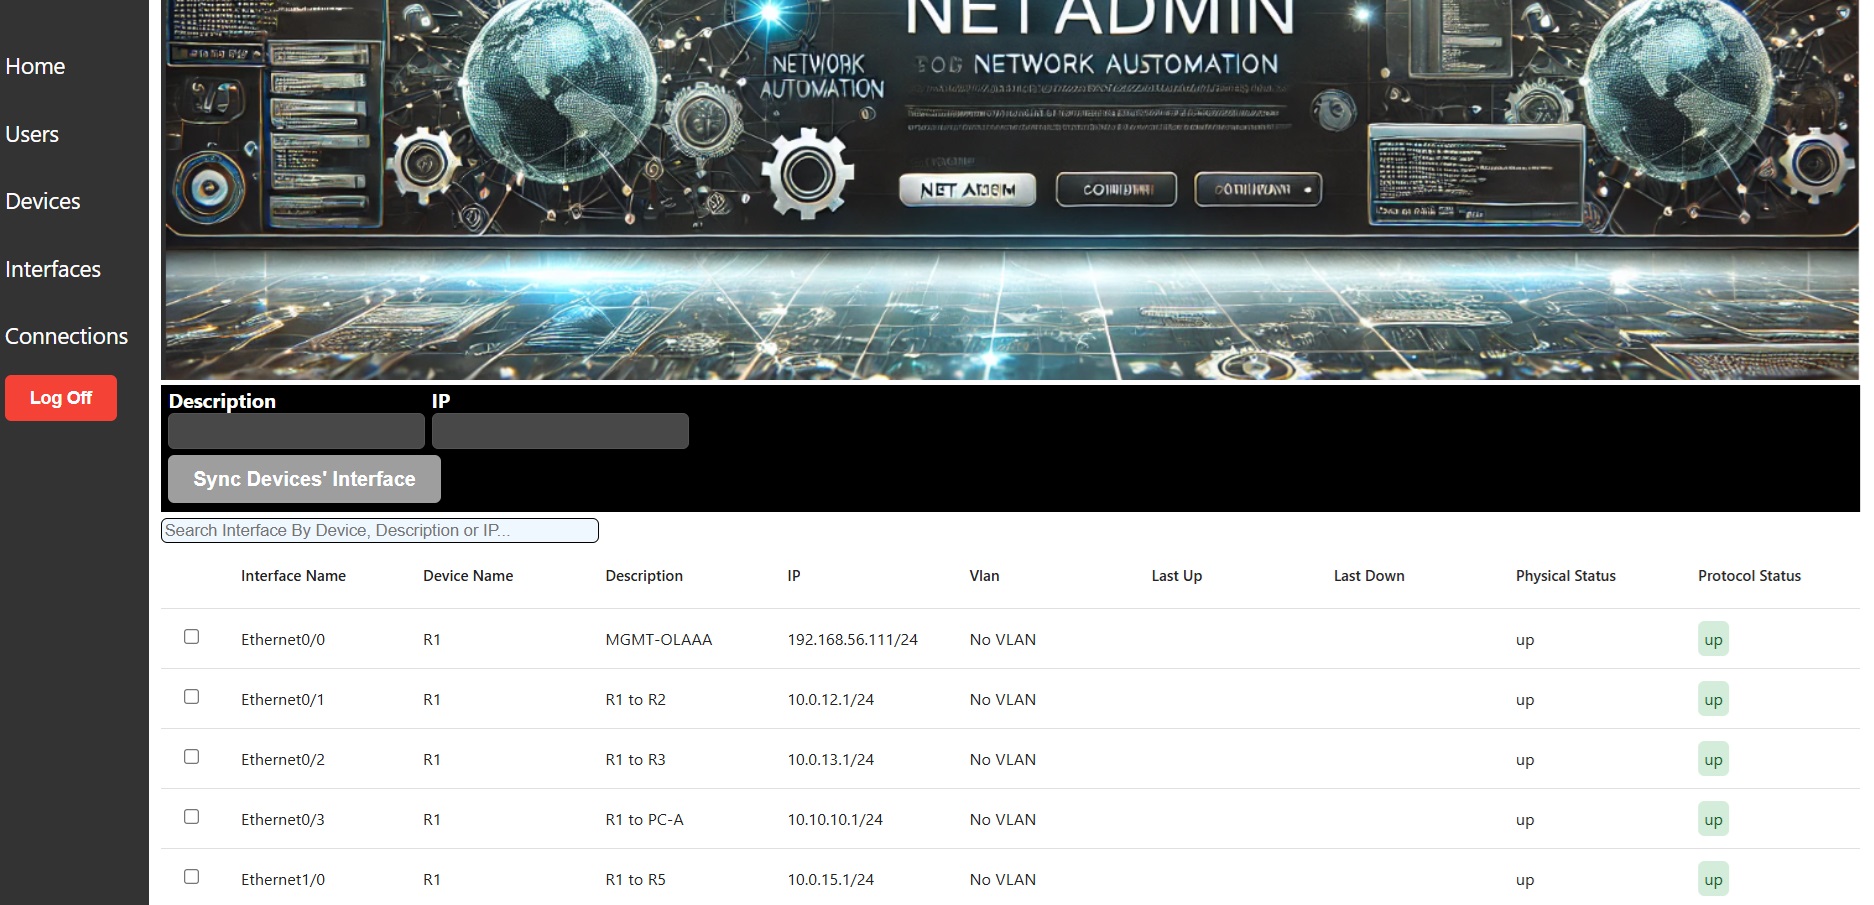 Home
Users
Devices
Interfaces
Connections
Log Off
NET ADMIN
NETWORK
AUTOMATION
NETWORK AUSTOMATION
NET
Description IP
Sync Devices' Interface
Search Interface By Device, Description or IP...
Interface Name Device Name Description IP Vlan Last Up Last Down Physical Status Protocol Status
Ethernet0/0 R1 MGMT-OLAAA 192.168.56.111/24 No VLAN up up
Ethernet0/1 R1 R1 to R2 10.0.12.1/24 No VLAN up up
Ethernet0/2 R1 R1 to R3 10.0.13.1/24 No VLAN up up
Ethernet0/3 R1 R1 to PC-A 10.10.10.1/24 No VLAN up up
Ethernet1/0 R1 R1 to R5 10.0.15.1/24 No VLAN up up